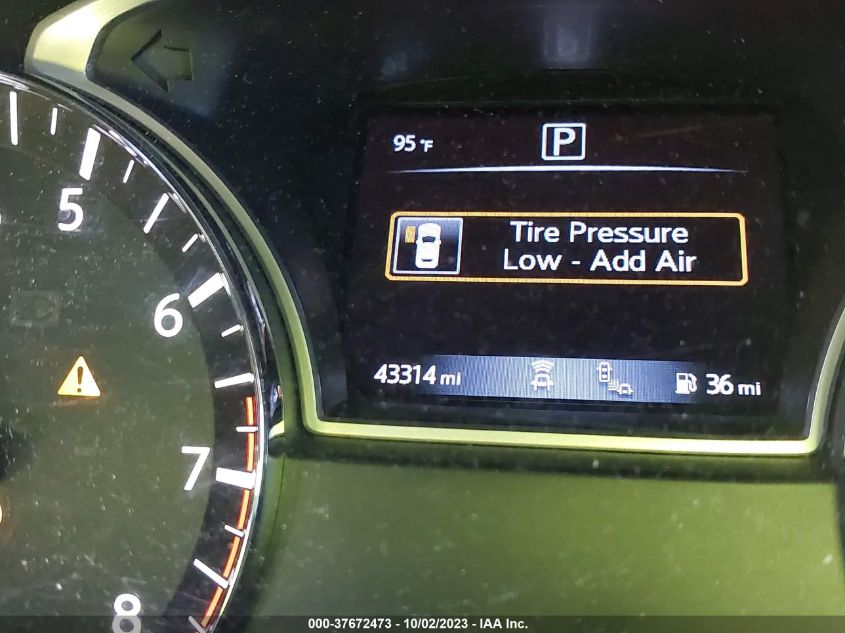 95 °F
P
Tire Pressure
Low - Add Air
43314 mi
36 mi
5
6
7
8
000-37672473 - 10/02/2023 - IAA Inc.